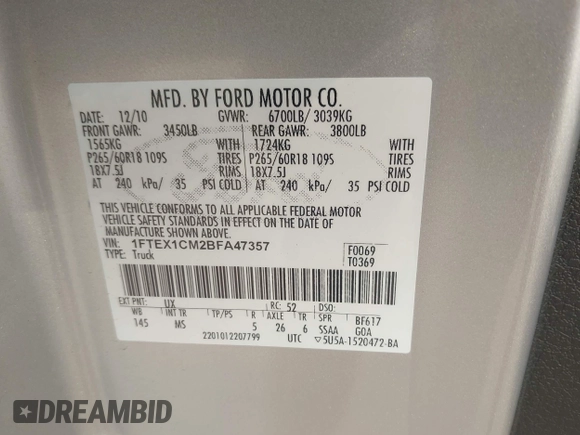 MFD. BY FORD MOTOR CO.
DATE: 12/10 GVWR: 6700LB/ 3039KG
FRONT GAWR: 3450LB REAR GAWR: 3800LB
1565KG WITH 1724KG WITH
P265/60R18 109S TIRES P265/60R18 109S TIRES
18X7.5J RIMS 18X7.5J RIMS
AT 240 kPa/ 35 PSI COLD AT 240 kPa/ 35 PSI COLD
THIS VEHICLE CONFORMS TO ALL APPLICABLE FEDERAL MOTOR
VEHICLE SAFETY STANDARDS IN EFFECT ON THE DATE OF
MANUFACTURE SHOWN ABOVE.
VIN: 1FTEX1CM2BFA47357 F0069
TYPE: Truck T0369
EXT PNT: UX RC: 52 DSO:
WB INT TR TP/PS R AXLE TR SPR BF617
145 MS 5 26 6 SSAA GOA
2201012207799 UTC ▽5U5A-1520472-BA
DREAMBID